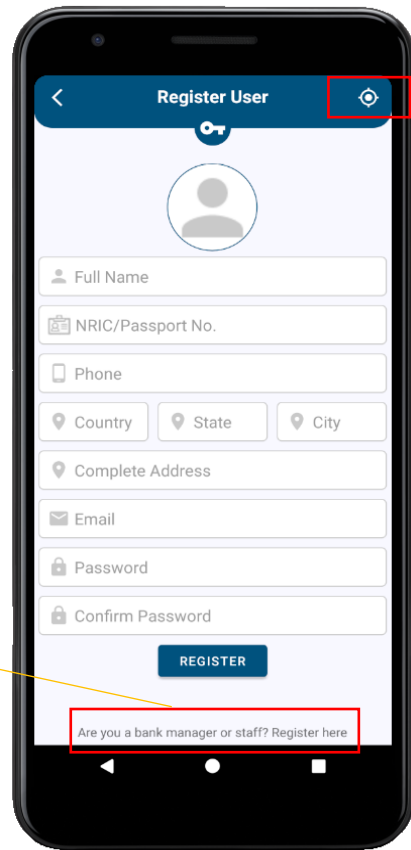 Register User
Full Name
NRIC/Passport No.
Phone
Country State City
Complete Address
Email
Password
Confirm Password
REGISTER
Are you a bank manager or staff? Register here